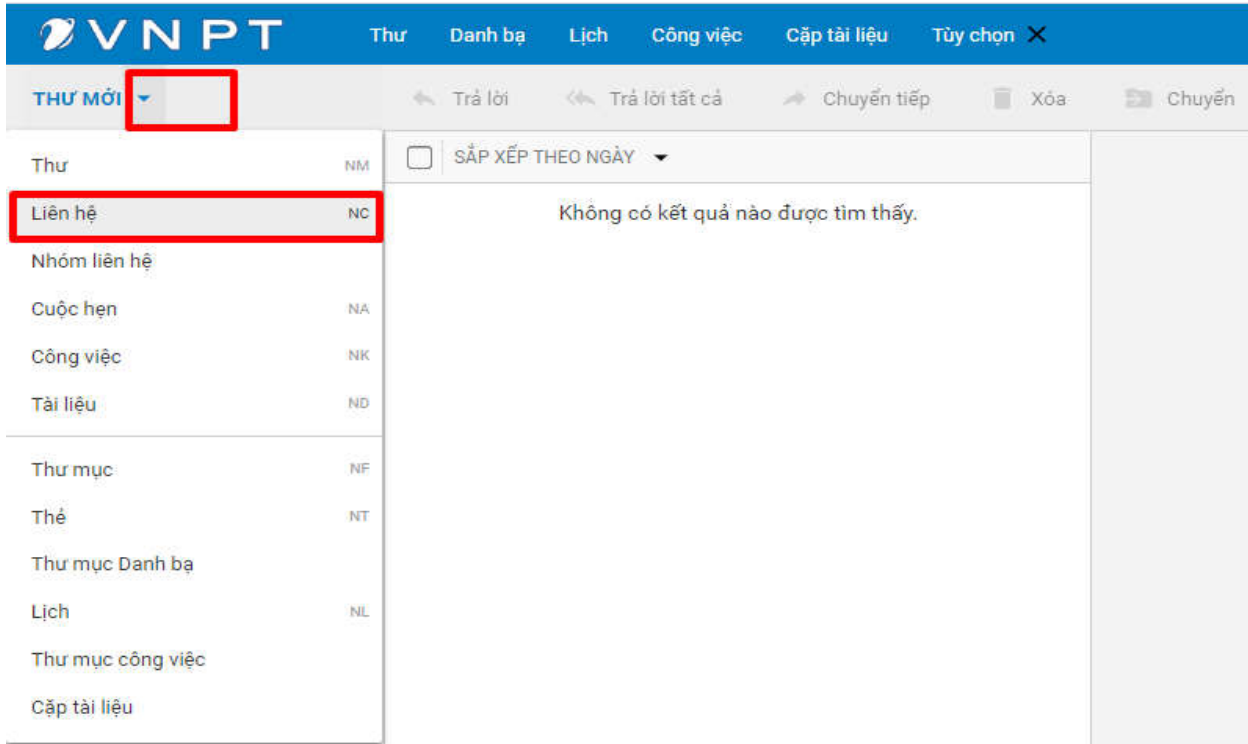 VNPT Thư Danh bạ Lịch Công việc Cặp tài liệu Tùy chọn
THƯ MỚI Trả lời Trả lời tất cả Chuyển tiếp Xóa Chuyển
SẮP XẾP THEO NGÀY
Không có kết quả nào được tìm thấy.
Thư NM
Liên hệ NC
Nhóm liên hệ
Cuộc hẹn NA
Công việc NK
Tài liệu ND
Thư mục NF
Thẻ NT
Thư mục Danh bạ
Lịch NL
Thư mục công việc
Cặp tài liệu